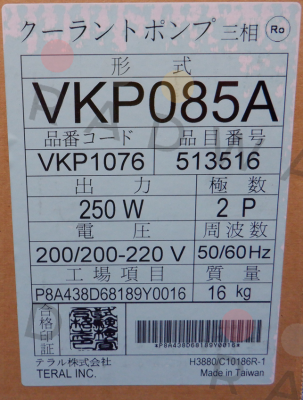 クーラントポンプ 三相 Ro
形式
VKP085A
品番コード 品目番号
VKP1076 513516
出力 極数
250 W 2 P
電圧 周波数
200/200-220 V 50/60Hz
工場項目 質量
P8A438D68189Y0016 16 kg
合格印証
*P8A438D68189Y0016*
テラル株式会社 H3880/C10186R-1
TERAL INC. Made in Taiwan